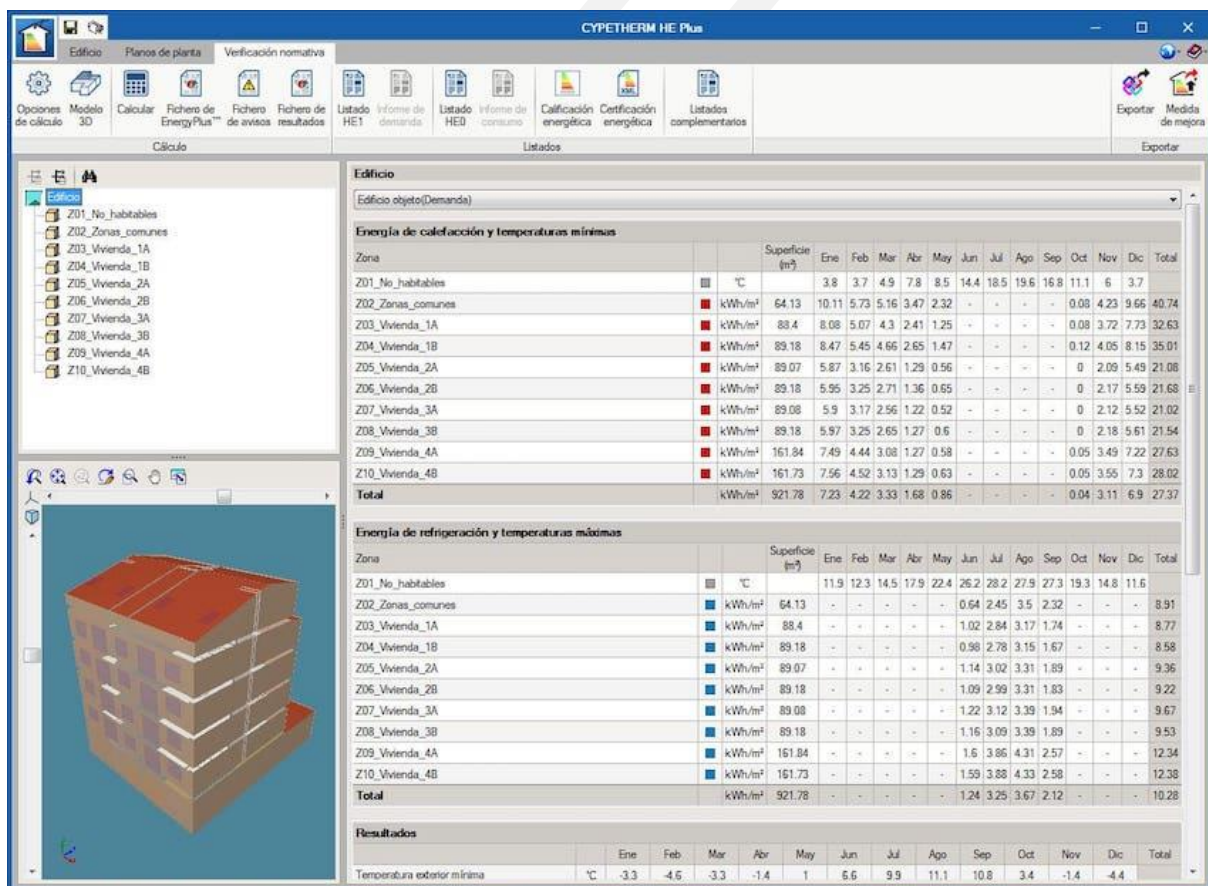 CYPETHERM HE Plus
Edificio Planos de planta Verificación normativa
Opciones de cálculo Modelo 3D Calcular Fichero de EnergyPlus™ Fichero de avisos Fichero de resultados Listado HE1 Informe de demanda Listado HE0 Informe de consumo Calificación energética Certificación energética Listados complementarios Exportar Medida de mejora
Cálculo Listados Exportar
Edificio
Z01_No_habitables
Z02_Zonas_comunes
Z03_Vivienda_1A
Z04_Vivienda_1B
Z05_Vivienda_2A
Z06_Vivienda_2B
Z07_Vivienda_3A
Z08_Vivienda_3B
Z09_Vivienda_4A
Z10_Vivienda_4B
Edificio
Edificio objeto(Demanda)
Energía de calefacción y temperaturas mínimas
Zona Superficie (m²) Ene Feb Mar Abr May Jun Jul Ago Sep Oct Nov Dic Total
Z01_No_habitables °C 3.8 3.7 4.9 7.8 8.5 14.4 18.5 19.6 16.8 11.1 6 3.7
Z02_Zonas_comunes kWh/m² 64.13 10.11 5.73 5.16 3.47 2.32 - - - - 0.08 4.23 9.66 40.74
Z03_Vivienda_1A kWh/m² 88.4 8.08 5.07 4.3 2.41 1.25 - - - - 0.08 3.72 7.73 32.63
Z04_Vivienda_1B kWh/m² 89.18 8.47 5.45 4.66 2.65 1.47 - - - - 0.12 4.05 8.15 35.01
Z05_Vivienda_2A kWh/m² 89.07 5.87 3.16 2.61 1.29 0.56 - - - - 0 2.09 5.49 21.08
Z06_Vivienda_2B kWh/m² 89.18 5.95 3.25 2.71 1.36 0.65 - - - - 0 2.17 5.59 21.68
Z07_Vivienda_3A kWh/m² 89.08 5.9 3.17 2.56 1.22 0.52 - - - - 0 2.12 5.52 21.02
Z08_Vivienda_3B kWh/m² 89.18 5.97 3.25 2.65 1.27 0.6 - - - - 0 2.18 5.61 21.54
Z09_Vivienda_4A kWh/m² 161.84 7.49 4.44 3.08 1.27 0.58 - - - - 0.05 3.49 7.22 27.63
Z10_Vivienda_4B kWh/m² 161.73 7.56 4.52 3.13 1.29 0.63 - - - - 0.05 3.55 7.3 28.02
Total kWh/m² 921.78 7.23 4.22 3.33 1.68 0.86 - - - - 0.04 3.11 6.9 27.37
Energía de refrigeración y temperaturas máximas
Zona Superficie (m²) Ene Feb Mar Abr May Jun Jul Ago Sep Oct Nov Dic Total
Z01_No_habitables °C 11.9 12.3 14.5 17.9 22.4 26.2 28.2 27.9 27.3 19.3 14.8 11.6
Z02_Zonas_comunes kWh/m² 64.13 - - - - - 0.64 2.45 3.5 2.32 - - - 8.91
Z03_Vivienda_1A kWh/m² 88.4 - - - - - 1.02 2.84 3.17 1.74 - - - 8.77
Z04_Vivienda_1B kWh/m² 89.18 - - - - - 0.98 2.78 3.15 1.67 - - - 8.58
Z05_Vivienda_2A kWh/m² 89.07 - - - - - 1.14 3.02 3.31 1.89 - - - 9.36
Z06_Vivienda_2B kWh/m² 89.18 - - - - - 1.09 2.99 3.31 1.83 - - - 9.22
Z07_Vivienda_3A kWh/m² 89.08 - - - - - 1.22 3.12 3.39 1.94 - - - 9.67
Z08_Vivienda_3B kWh/m² 89.18 - - - - - 1.16 3.09 3.39 1.89 - - - 9.53
Z09_Vivienda_4A kWh/m² 161.84 - - - - - 1.6 3.86 4.31 2.57 - - - 12.34
Z10_Vivienda_4B kWh/m² 161.73 - - - - - 1.59 3.88 4.33 2.58 - - - 12.38
Total kWh/m² 921.78 - - - - - 1.24 3.25 3.67 2.12 - - - 10.28
Resultados
Ene Feb Mar Abr May Jun Jul Ago Sep Oct Nov Dic Total
Temperatura exterior mínima °C -3.3 -4.6 -3.3 -1.4 1 6.6 9.9 11.1 10.8 3.4 -1.4 -4.4